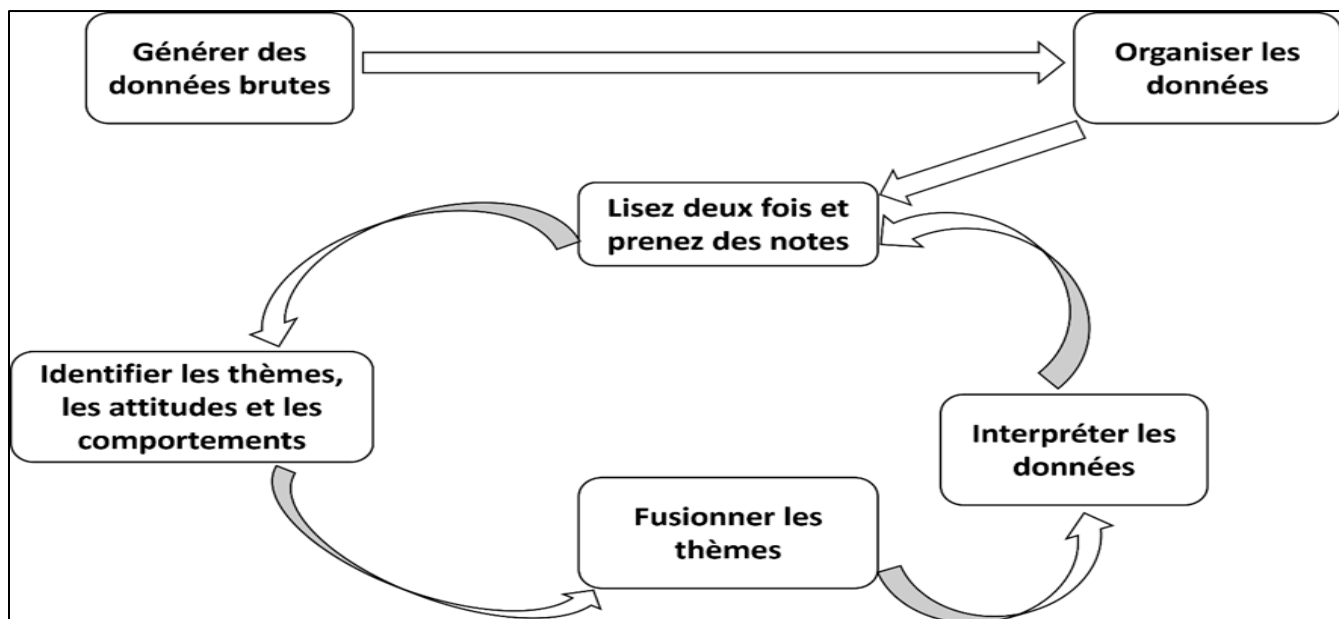 Générer des
données brutes
Organiser les
données
Lisez deux fois et
prenez des notes
Identifier les thèmes,
les attitudes et les
comportements
Interpréter les
données
Fusionner les
thèmes